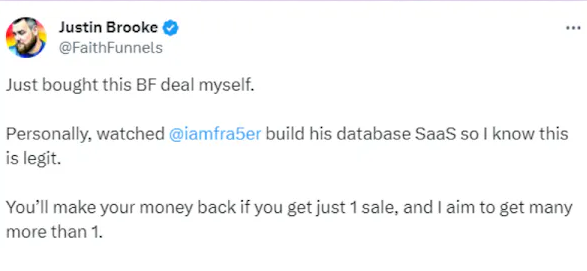 Justin Brooke
@FaithFunnels
Just bought this BF deal myself.
Personally, watched @iamfra5er build his database SaaS so I know this
is legit.
You'll make your money back if you get just 1 sale, and I aim to get many
more than 1.